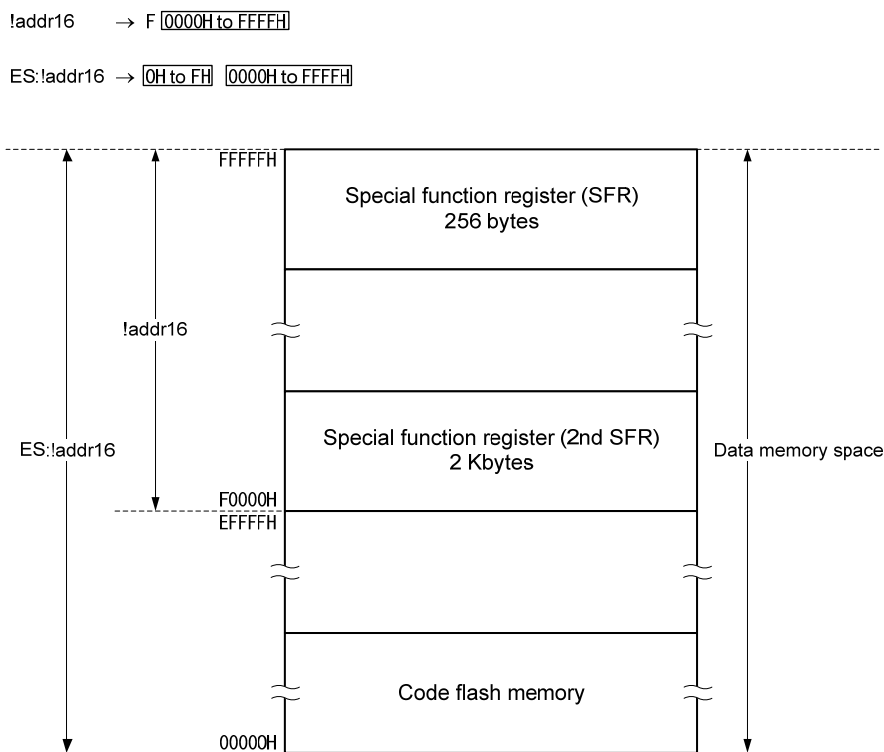 !addr16 → F 0000H to FFFFH
ES:!addr16 → 0H to FH 0000H to FFFFH
FFFFFH
Special function register (SFR)
256 bytes
!addr16
Special function register (2nd SFR)
2 Kbytes
ES:!addr16
Data memory space
F0000H
EFFFFH
Code flash memory
00000H